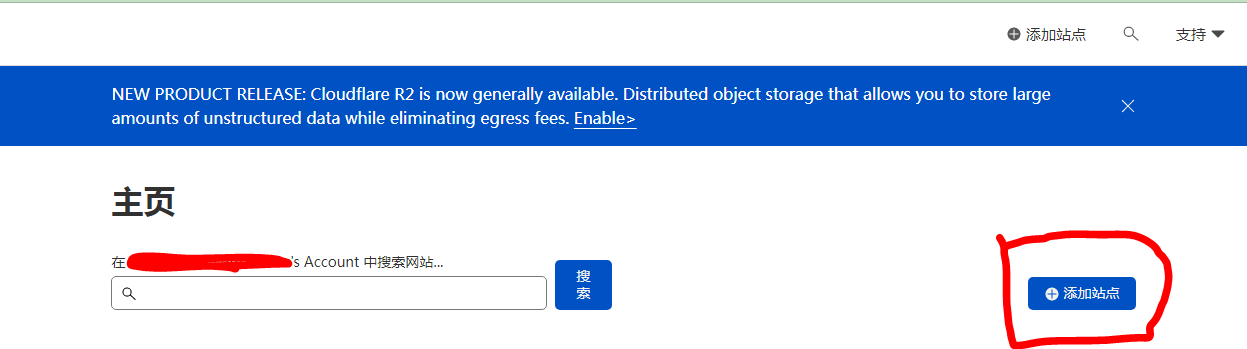 添加站点
支持
NEW PRODUCT RELEASE: Cloudflare R2 is now generally available. Distributed object storage that allows you to store large
amounts of unstructured data while eliminating egress fees. Enable>
主页
在 's Account 中搜索网站...
搜
索
添加站点